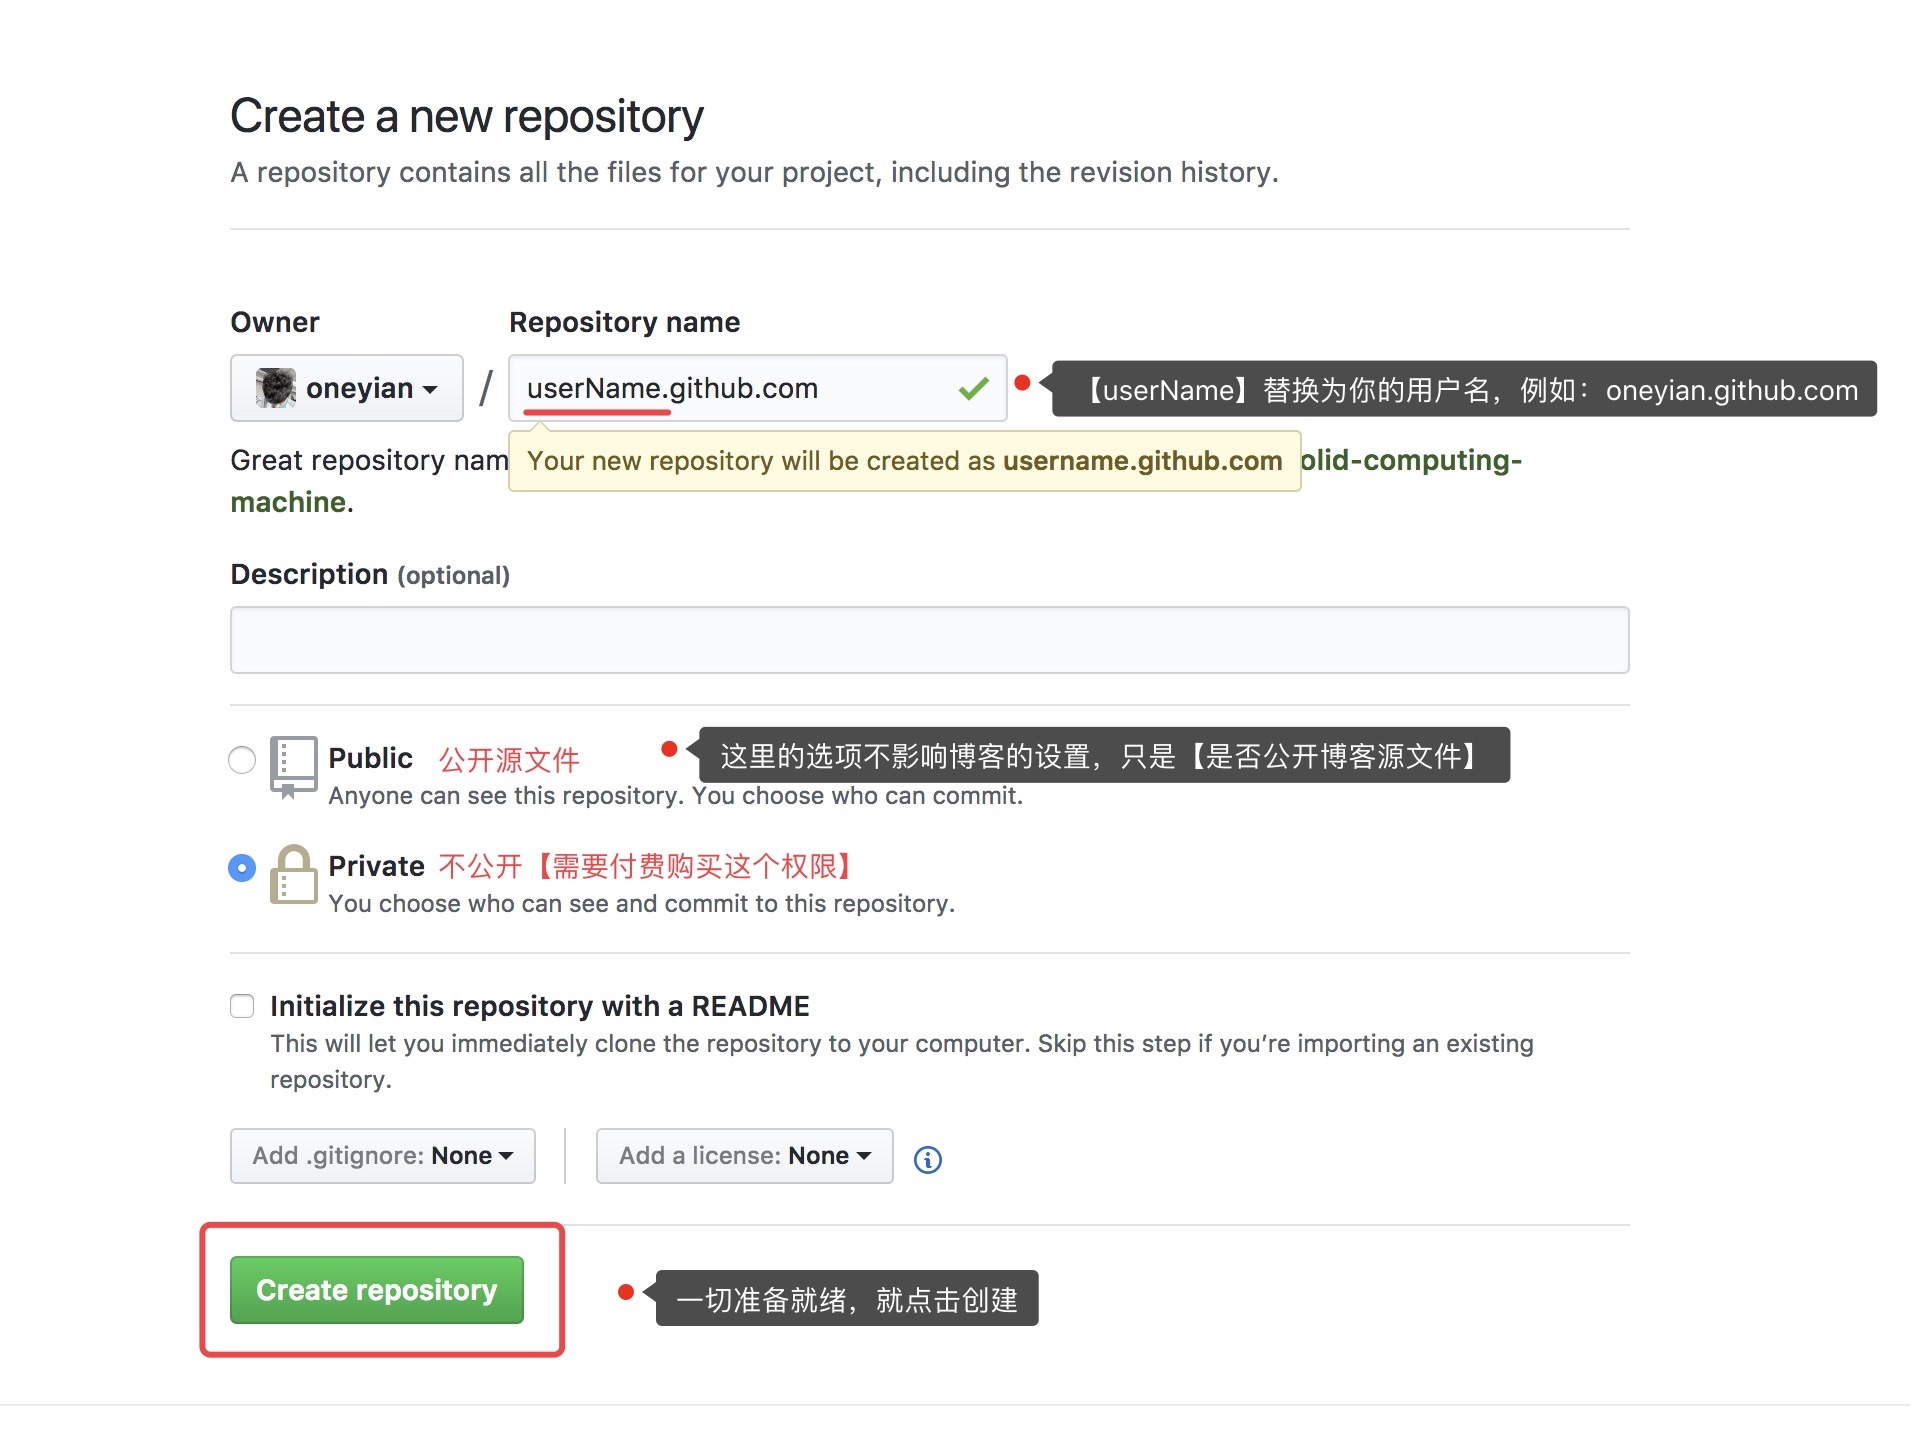 Create a new repository
A repository contains all the files for your project, including the revision history.
Owner
Repository name
oneyian
/
userName.github.com
【userName】替换为你的用户名，例如：oneyian.github.com
Great repository nam
Your new repository will be created as username.github.com
olid-computing-
machine.
Description (optional)
Public 公开源文件
这里的选项不影响博客的设置，只是【是否公开博客源文件】
Anyone can see this repository. You choose who can commit.
Private 不公开【需要付费购买这个权限】
You choose who can see and commit to this repository.
Initialize this repository with a README
This will let you immediately clone the repository to your computer. Skip this step if you’re importing an existing
repository.
Add .gitignore: None
Add a license: None
Create repository
一切准备就绪，就点击创建